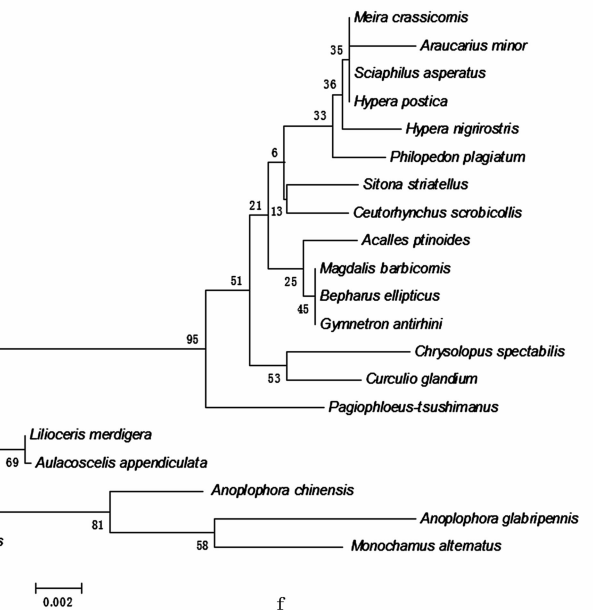 Meira crassicornis
35
Araucarius minor
Sciaphilus asperatus
36
Hypera postica
33
Hypera nigrirostris
Philopedon plagiatum
6
Sitona striatellus
21
13
Ceutorhynchus scrobicollis
Acalles ptinoides
Magdalis barbicornis
51
25
Bepharus ellipticus
45
Gymnetron antirhini
95
Chrysolopus spectabilis
53
Curculio glandium
Pagiophloeus-tsushimanus
Lilioceris merdigera
69
Aulacoscelis appendiculata
Anoplophora chinensis
81
Anoplophora glabripennis
s
58
Monochamus alternatus
0.002
f